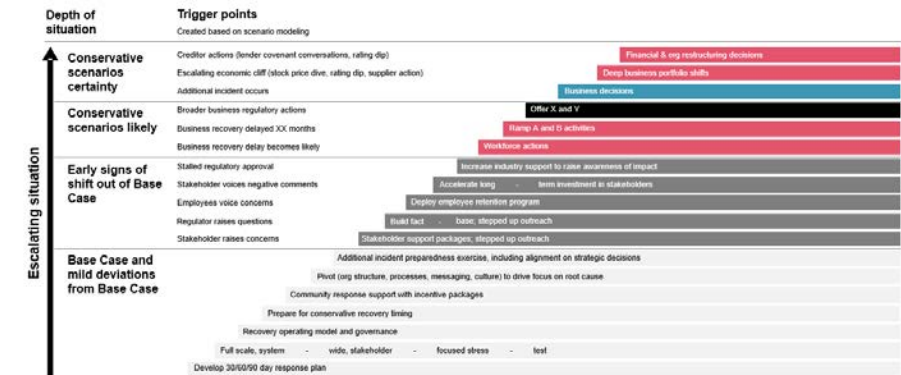 Depth of situation
Trigger points
Created based on scenario modeling
Escalating situation
Conservative scenarios certainty
Creditor actions (lender covenant conversations, rating dip)
Financial & org restructuring decisions
Escalating economic cliff (stock price dive, rating dip, supplier action)
Deep business portfolio shifts
Additional incident occurs
Business decisions
Conservative scenarios likely
Broader business regulatory actions
Offer X and Y
Business recovery delayed XX months
Ramp A and B activities
Business recovery delay becomes likely
Workforce actions
Early signs of shift out of Base Case
Stalled regulatory approval
Increase industry support to raise awareness of impact
Stakeholder voices negative comments
Accelerate long - term investment in stakeholders
Employees voice concerns
Deploy employee retention program
Regulator raises questions
Build fact - base; stepped up outreach
Stakeholder raises concerns
Stakeholder support packages; stepped up outreach
Base Case and mild deviations from Base Case
Additional incident preparedness exercise, including alignment on strategic decisions
Pivot (org structure, processes, messaging, culture) to drive focus on root cause
Community response support with incentive packages
Prepare for conservative recovery timing
Recovery operating model and governance
Full scale, system - wide, stakeholder - focused stress - test
Develop 30/60/90 day response plan